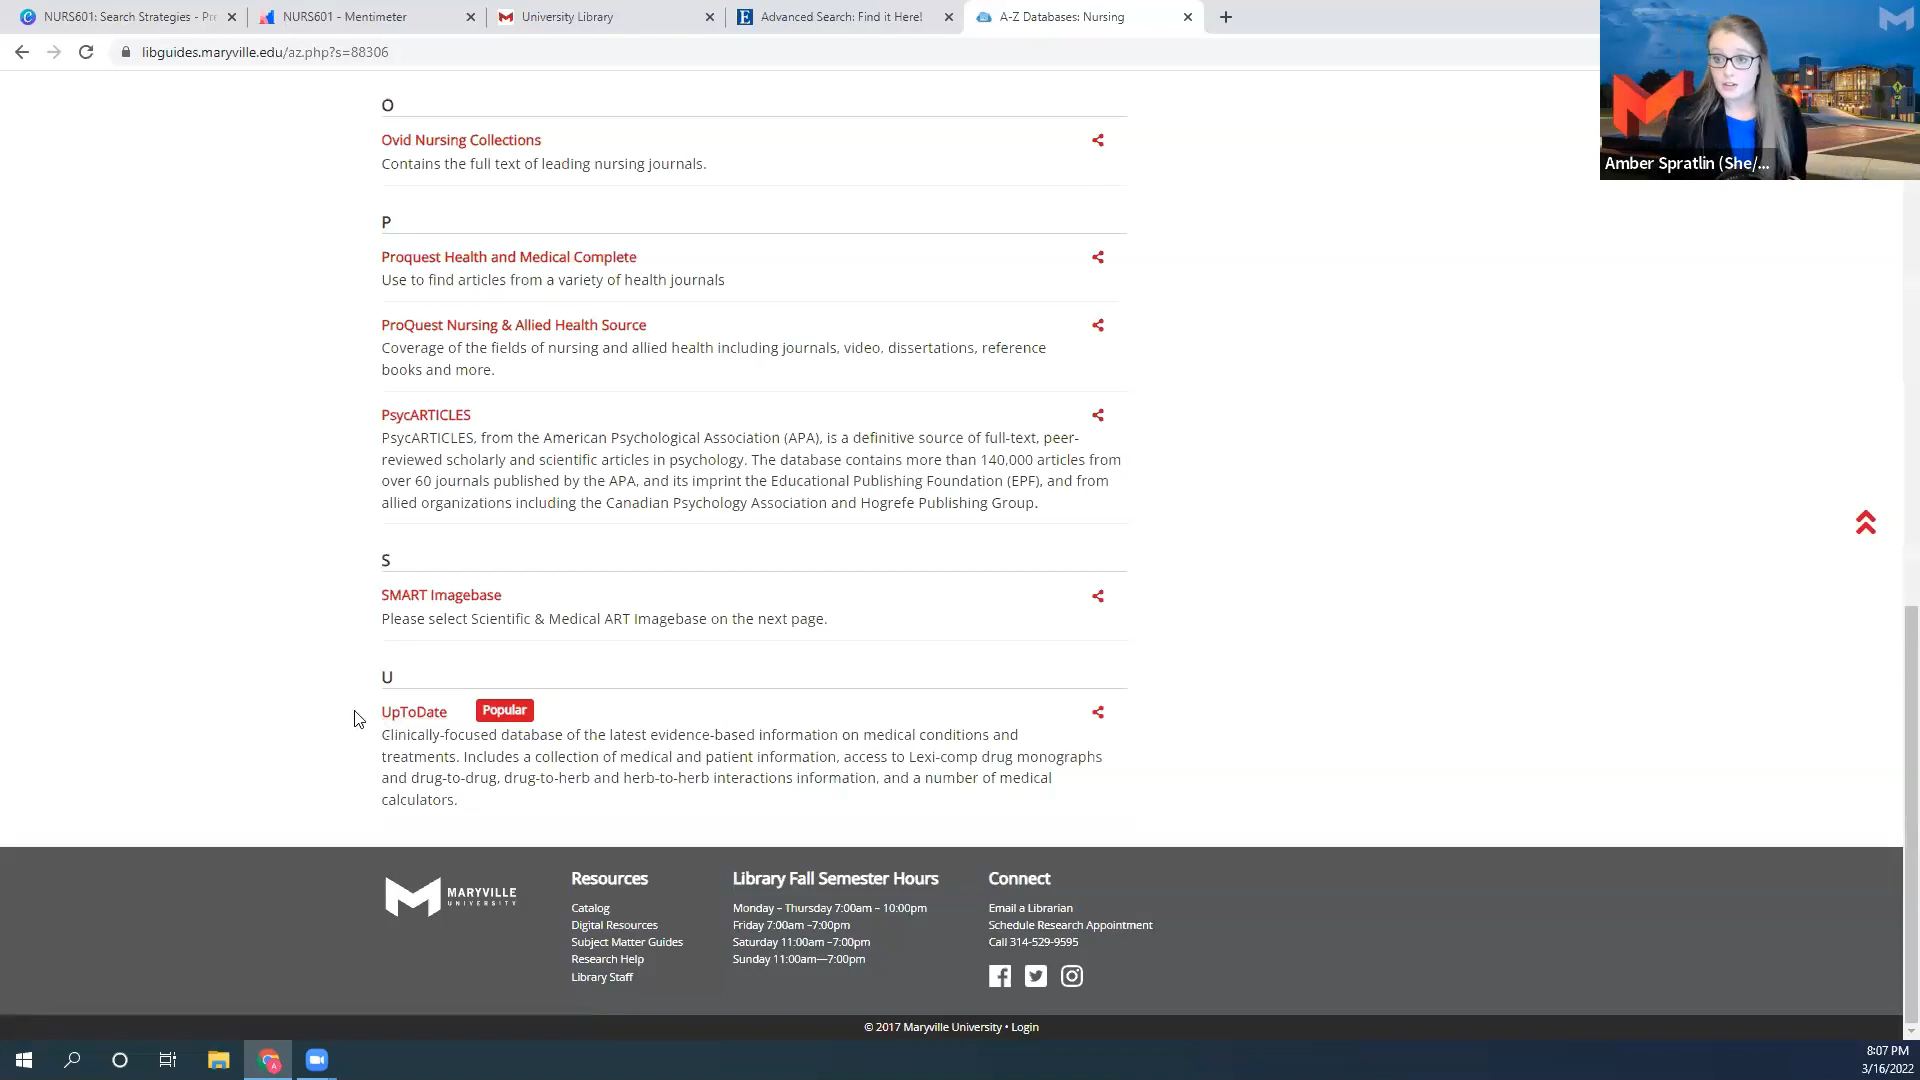 NURS601: Search Strategies - Pre
NURS601 - Mentimeter
University Library
Advanced Search: Find it Here!
A-Z Databases: Nursing
libguides.maryville.edu/az.php?s=88306
Amber Spratlin (She/...
O
Ovid Nursing Collections
Contains the full text of leading nursing journals.
P
Proquest Health and Medical Complete
Use to find articles from a variety of health journals
ProQuest Nursing & Allied Health Source
Coverage of the fields of nursing and allied health including journals, video, dissertations, reference
books and more.
PsycARTICLES
PsycARTICLES, from the American Psychological Association (APA), is a definitive source of full-text, peer-
reviewed scholarly and scientific articles in psychology. The database contains more than 140,000 articles from
over 60 journals published by the APA, and its imprint the Educational Publishing Foundation (EPF), and from
allied organizations including the Canadian Psychology Association and Hogrefe Publishing Group.
S
SMART Imagebase
Please select Scientific & Medical ART Imagebase on the next page.
U
UpToDate Popular
Clinically-focused database of the latest evidence-based information on medical conditions and
treatments. Includes a collection of medical and patient information, access to Lexi-comp drug monographs
and drug-to-drug, drug-to-herb and herb-to-herb interactions information, and a number of medical
calculators.
MARYVILLE
UNIVERSITY
Resources
Catalog
Digital Resources
Subject Matter Guides
Research Help
Library Staff
Library Fall Semester Hours
Monday – Thursday 7:00am – 10:00pm
Friday 7:00am –7:00pm
Saturday 11:00am –7:00pm
Sunday 11:00am—7:00pm
Connect
Email a Librarian
Schedule Research Appointment
Call 314-529-9595
© 2017 Maryville University • Login
8:07 PM
3/16/2022